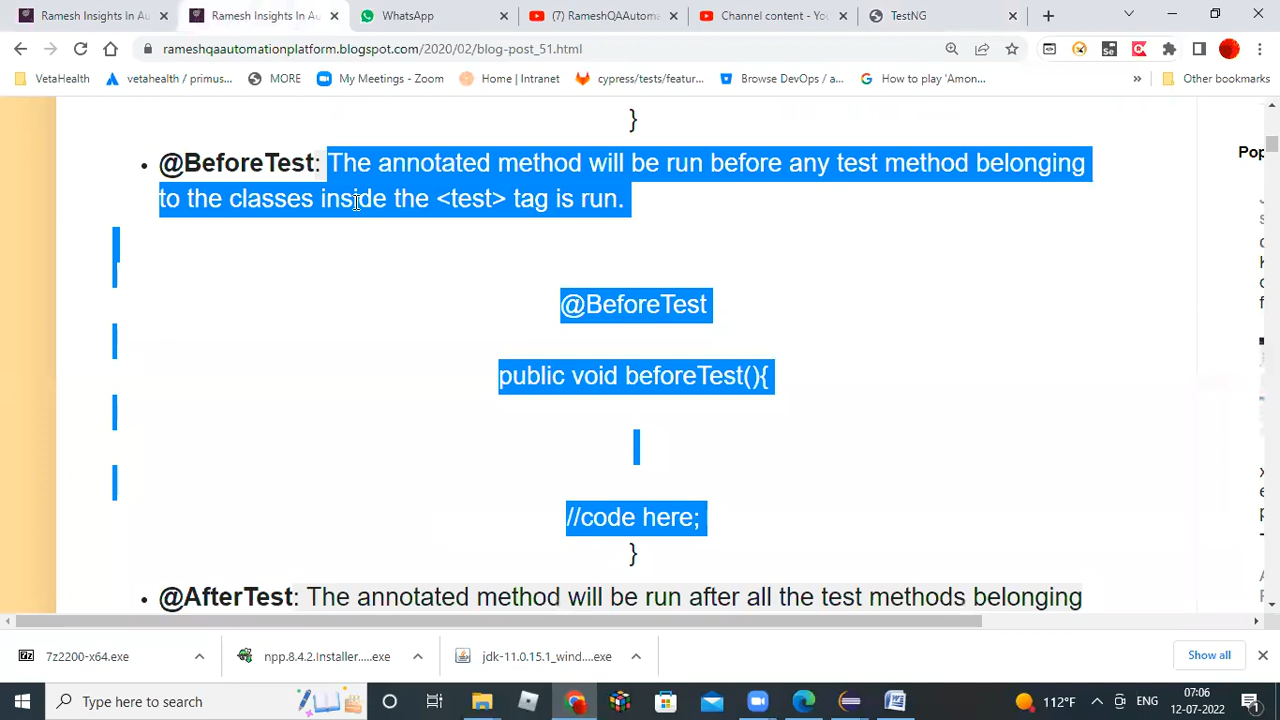 Ramesh Insights In Au
Ramesh Insights In Au
WhatsApp
(7) RameshQAAutoma
Channel content - Yo
TestNG
rameshqaautomationplatform.blogspot.com/2020/02/blog-post_51.html
VetaHealth
vetahealth / primus...
MORE
My Meetings - Zoom
Home | Intranet
cypress/tests/featur...
Browse DevOps / a...
How to play 'Amon...
»
Other bookmarks
}
Pop
• @BeforeTest: The annotated method will be run before any test method belonging
to the classes inside the <test> tag is run.
@BeforeTest
public void beforeTest(){
//code here;
}
• @AfterTest: The annotated method will be run after all the test methods belonging
7z2200-x64.exe
npp.8.4.2.Installer.....exe
jdk-11.0.15.1_wind....exe
Show all
Type here to search
112°F
ENG
07:06
12-07-2022